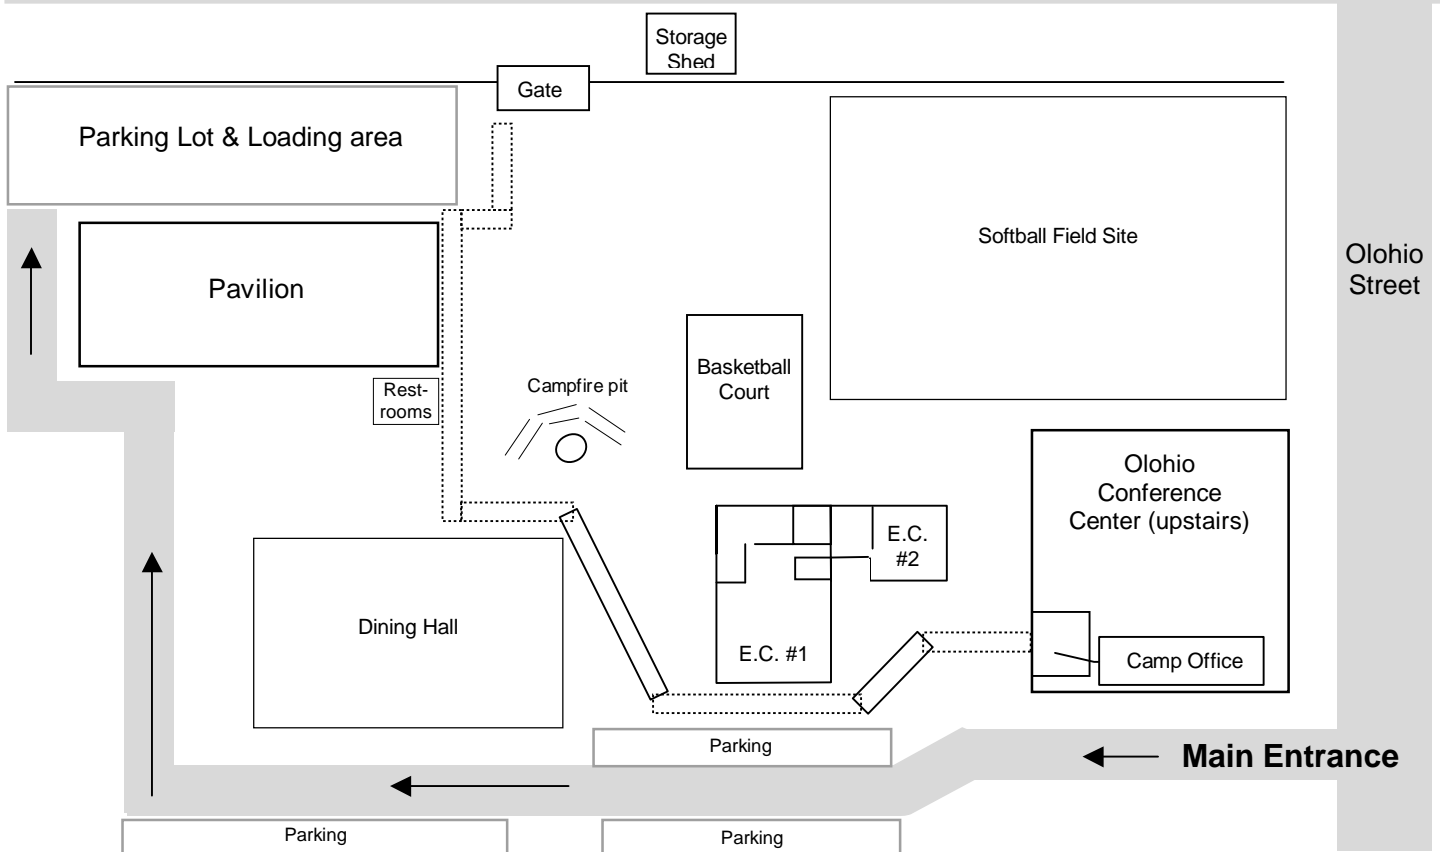 Storage
Shed
Gate
Parking Lot & Loading area
Softball Field Site
Olohio
Street
Pavilion
Basketball
Court
Campfire pit
Rest-
rooms
Olohio
Conference
Center (upstairs)
E.C.
#2
Dining Hall
E.C. #1
Camp Office
Parking
Main Entrance
Parking
Parking